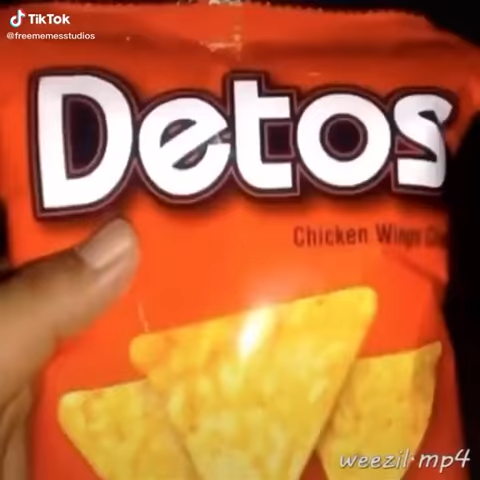 TikTok
@freememesstudios
Detos
Chicken Wings
weezil.mp4